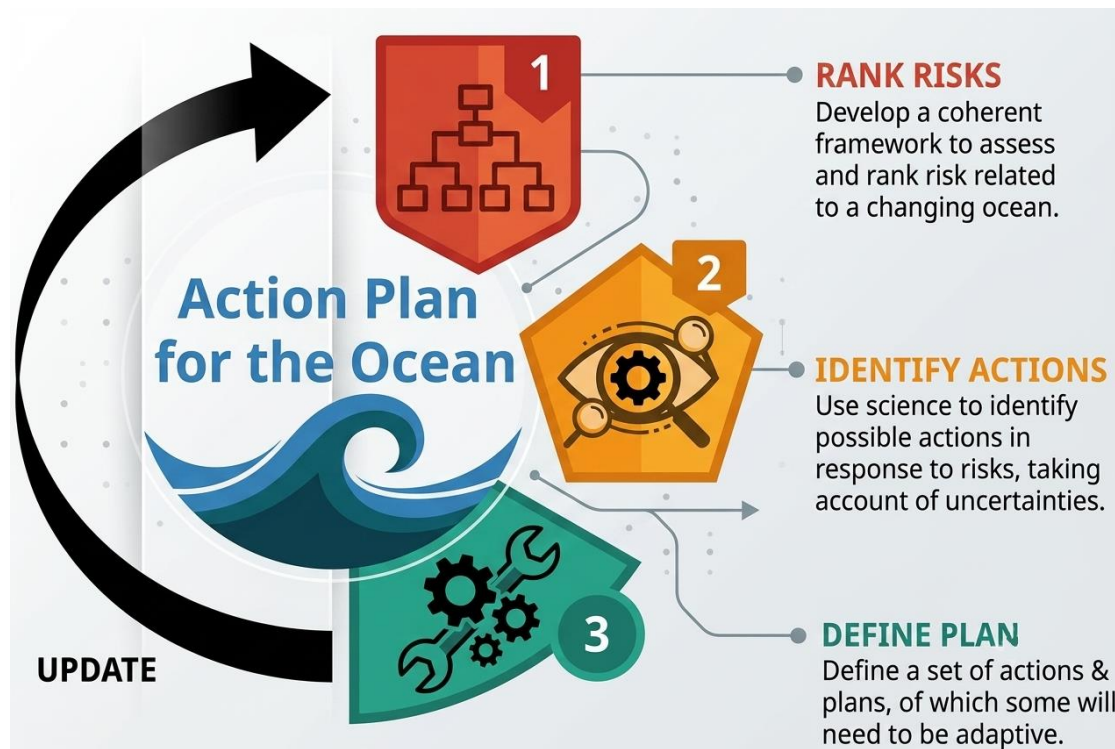 1
RANK RISKS
Develop a coherent
framework to assess
and rank risk related
to a changing ocean.
Action Plan
for the Ocean
2
IDENTIFY ACTIONS
Use science to identify
possible actions in
response to risks, taking
account of uncertainties.
3
DEFINE PLAN
Define a set of actions &
plans, of which some will
need to be adaptive.
UPDATE